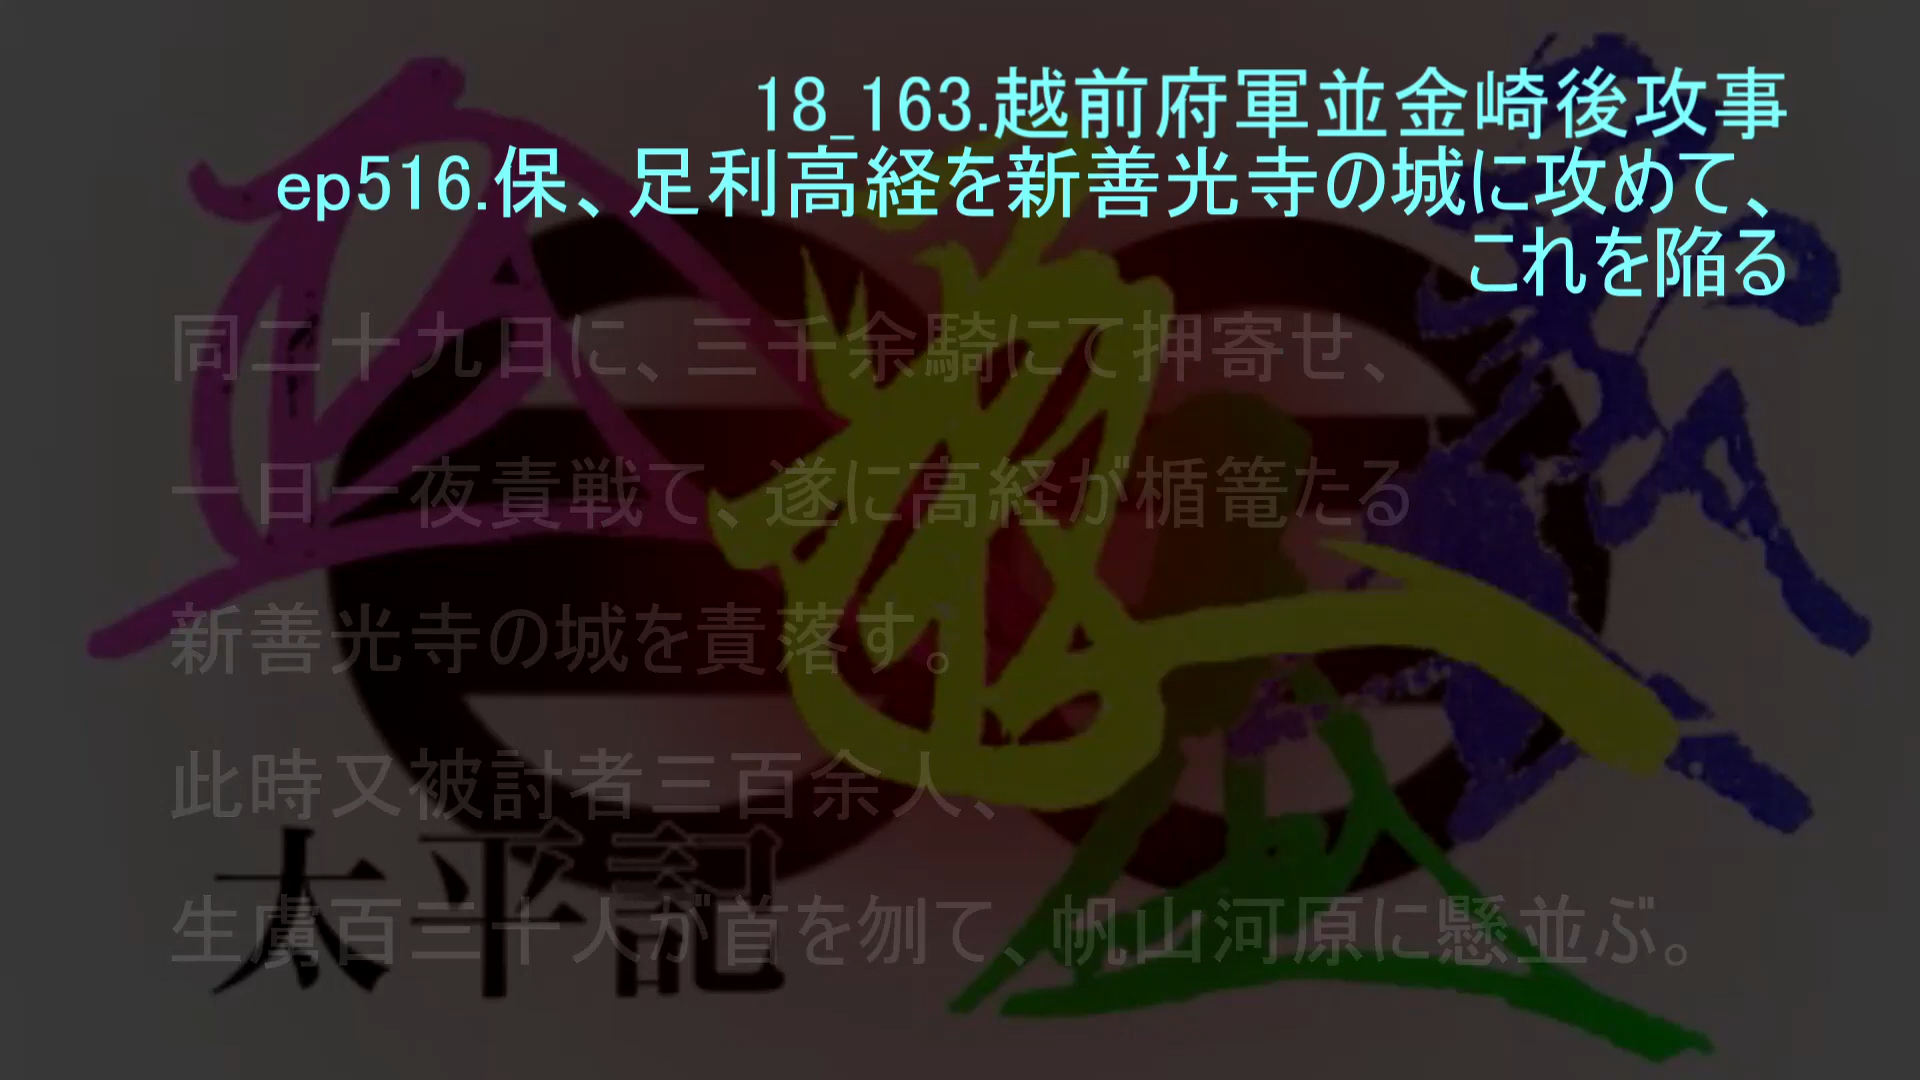 18_163.越前府軍並金崎後攻事
ep516.保、足利高経を新善光寺の城に攻めて、
これを陥る
同二十九日に、三千余騎にて押寄せ、
一日一夜責戦て、遂に高経が楯篭たる
新善光寺の城を責落す。
此時又被討者三百余人、
生虜百三十人が首を刎て、帆山河原に懸並ぶ。
太平記